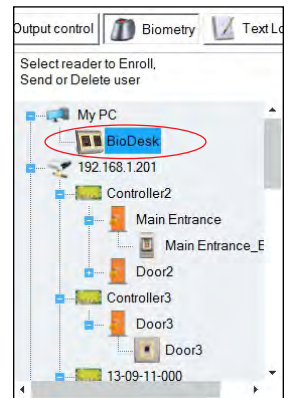 Output control Biometry Text Lo
Select reader to Enroll,
Send or Delete user
My PC
BioDesk
192.168.1.201
Controller2
Main Entrance
Main Entrance_E
Door2
Controller3
Door3
Door3
13-09-11-000